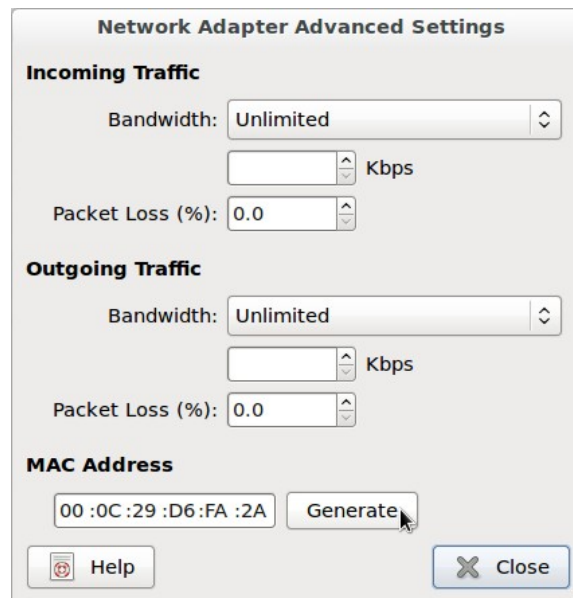 Network Adapter Advanced Settings
Incoming Traffic
Bandwidth: Unlimited
Kbps
Packet Loss (%): 0.0
Outgoing Traffic
Bandwidth: Unlimited
Kbps
Packet Loss (%): 0.0
MAC Address
00 :0C :29 :D6 :FA :2A Generate
Help Close